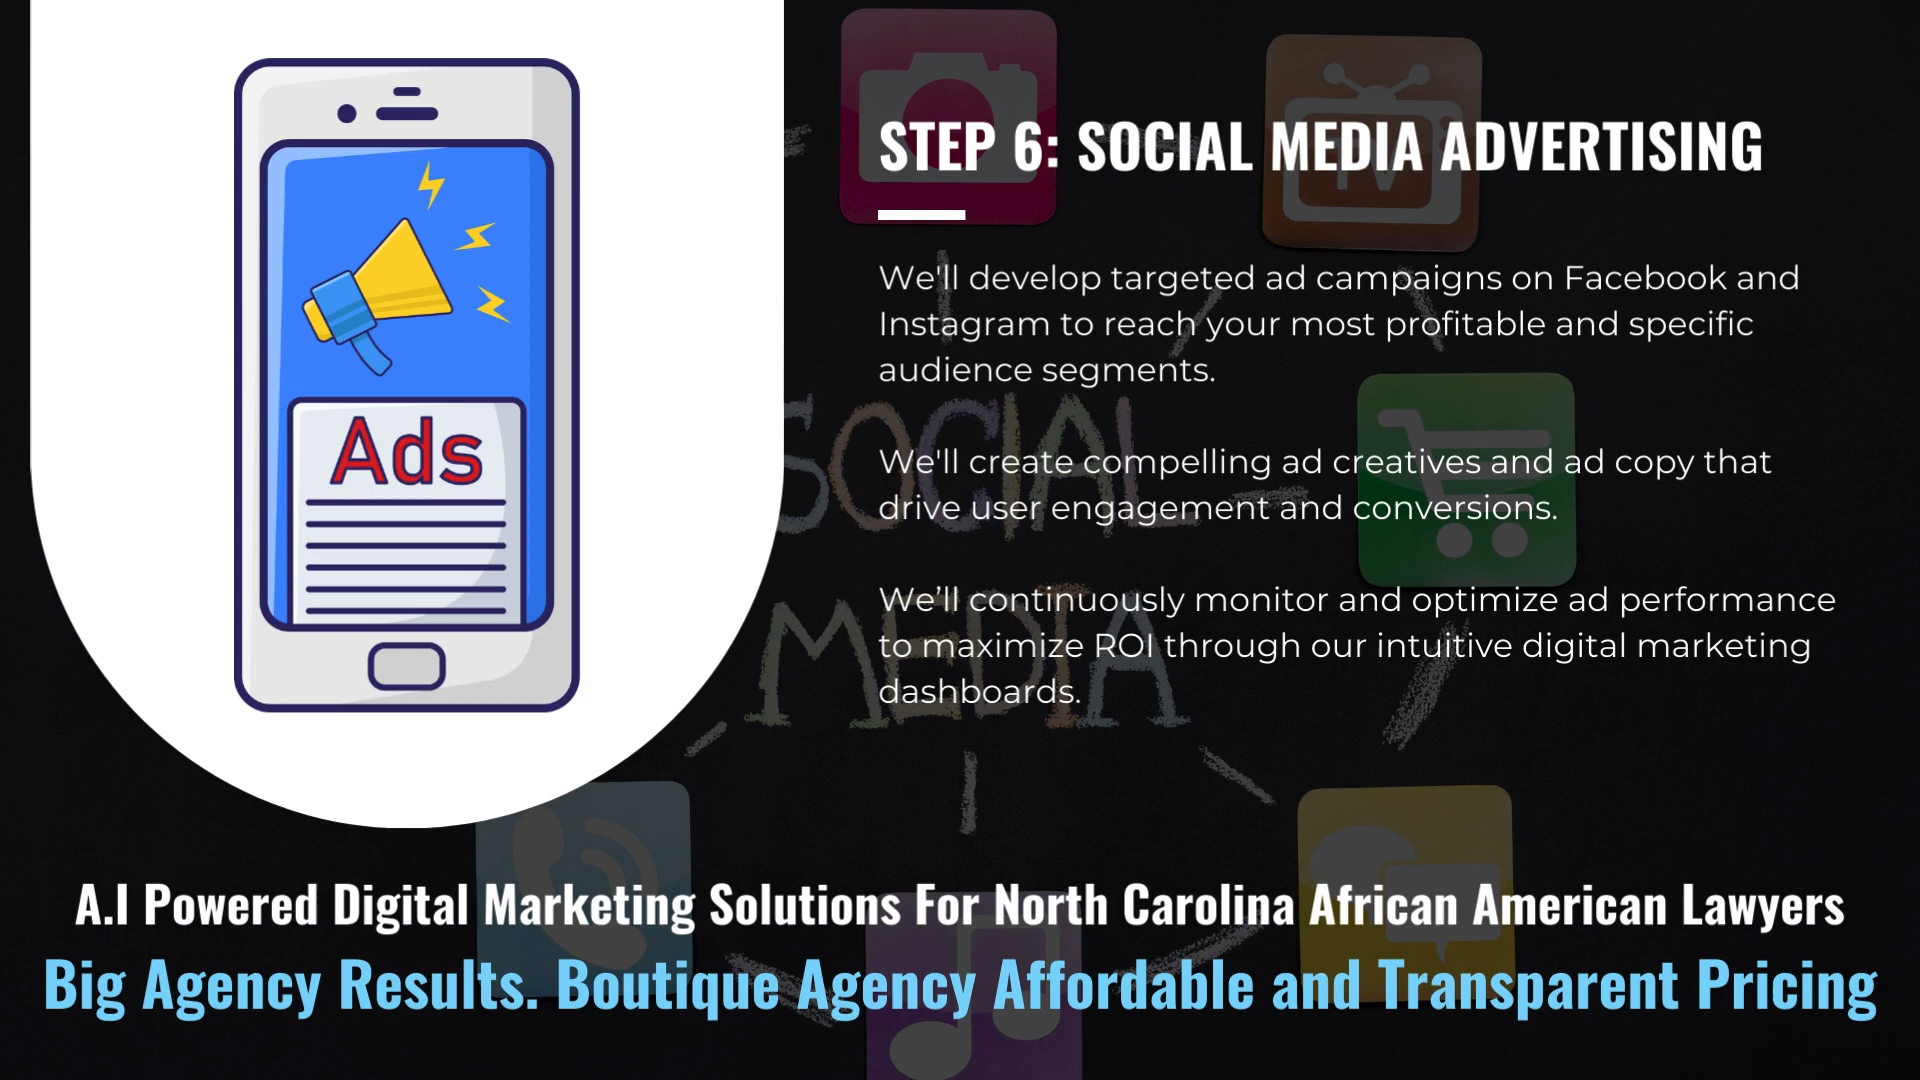 Ads
STEP 6: SOCIAL MEDIA ADVERTISING
TV
We'll develop targeted ad campaigns on Facebook and
Instagram to reach your most profitable and specific
audience segments.
SOCIAL
We'll create compelling ad creatives and ad copy that
drive user engagement and conversions.
MEDIA
We’ll continuously monitor and optimize ad performance
to maximize ROI through our intuitive digital marketing
dashboards.
A.I Powered Digital Marketing Solutions For North Carolina African American Lawyers
Big Agency Results. Boutique Agency Affordable and Transparent Pricing